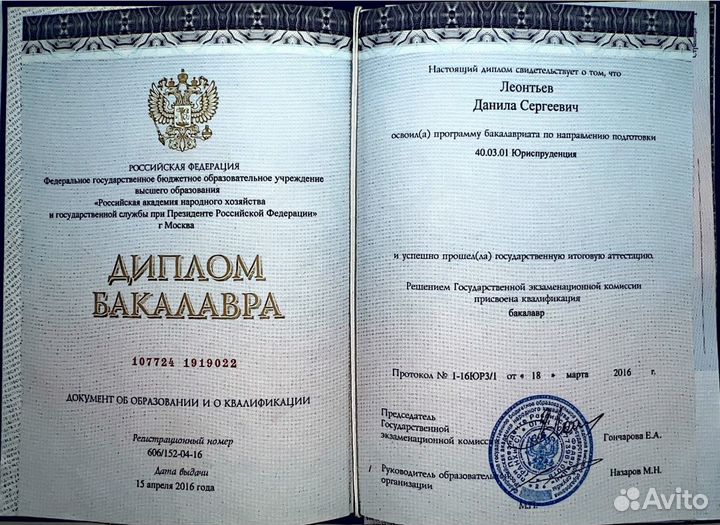 РОССИЙСКАЯ ФЕДЕРАЦИЯ
Федеральное государственное бюджетное образовательное учреждение
высшего образования
«Российская академия народного хозяйства
и государственной службы при Президенте Российской Федерации»
г Москва
ДИПЛОМ
БАКАЛАВРА
107724 1919022
ДОКУМЕНТ ОБ ОБРАЗОВАНИИ И О КВАЛИФИКАЦИИ
Регистрационный номер
606/152-04-16
Дата выдачи
15 апреля 2016 года
Настоящий диплом свидетельствует о том, что
Леонтьев
Данила Сергеевич
освоил(а) программу бакалавриата по направлению подготовки
40.03.01 Юриспруденция
и успешно прошел(ла) государственную итоговую аттестацию.
Решением Государственной экзаменационной комиссии
присвоена квалификация
бакалавр
Протокол № 1-16ЮРЗ/1 от « 18 » марта 2016 г.
Председатель
Государственной
экзаменационной комиссии
Гончарова Е.А.
/ Руководитель образовательной
организации
Назаров М.Н.
М.П.
Avito